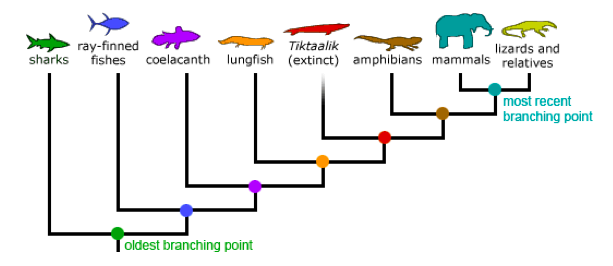 sharks
ray-finned
fishes
coelacanth
lungfish
Tiktaalik
(extinct)
amphibians
mammals
lizards and
relatives
most recent
branching point
oldest branching point